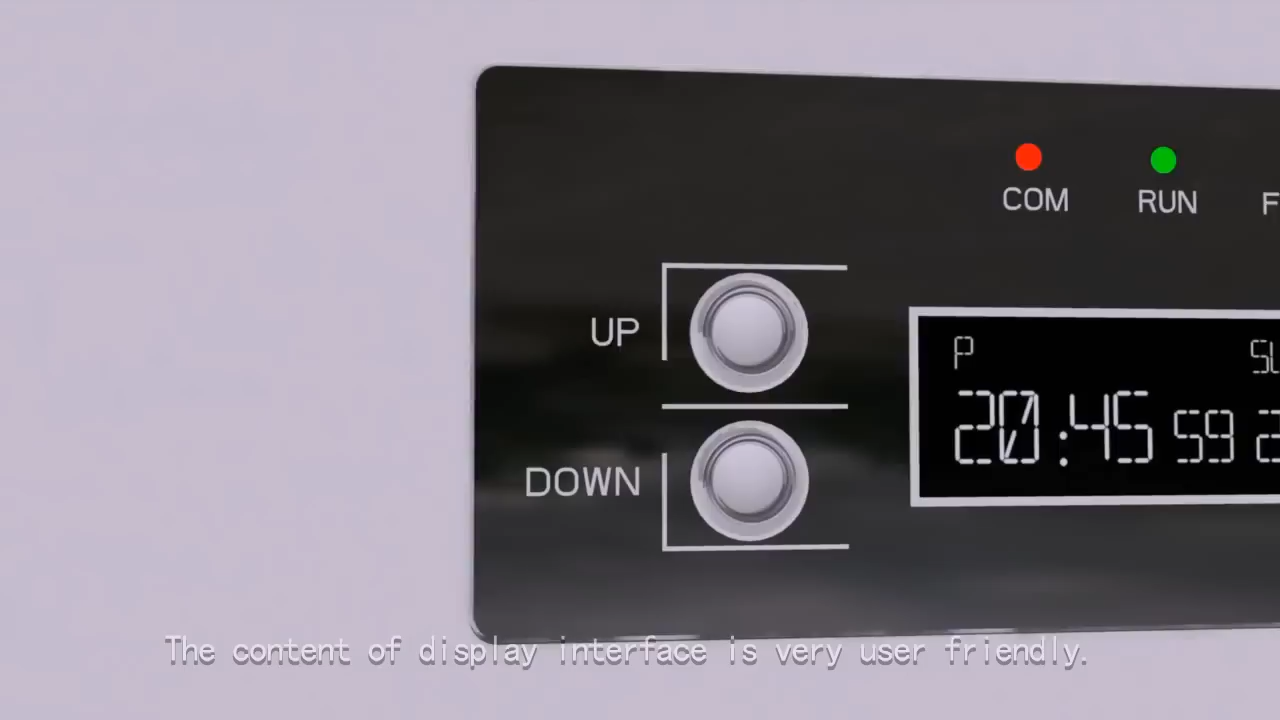 COM RUN
UP
P
20:45 59
DOWN
The content of display interface is very user friendly.